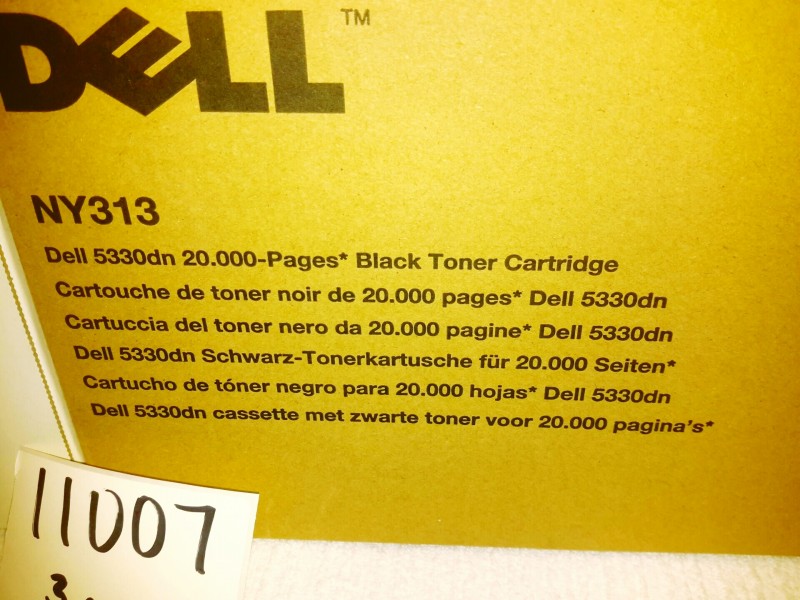 DELL™
NY313
Dell 5330dn 20.000-Pages* Black Toner Cartridge
Cartouche de toner noir de 20.000 pages* Dell 5330dn
Cartuccia del toner nero da 20.000 pagine* Dell 5330dn
Dell 5330dn Schwarz-Tonerkartusche für 20.000 Seiten*
Cartucho de tóner negro para 20.000 hojas* Dell 5330dn
Dell 5330dn cassette met zwarte toner voor 20.000 pagina's*
11007